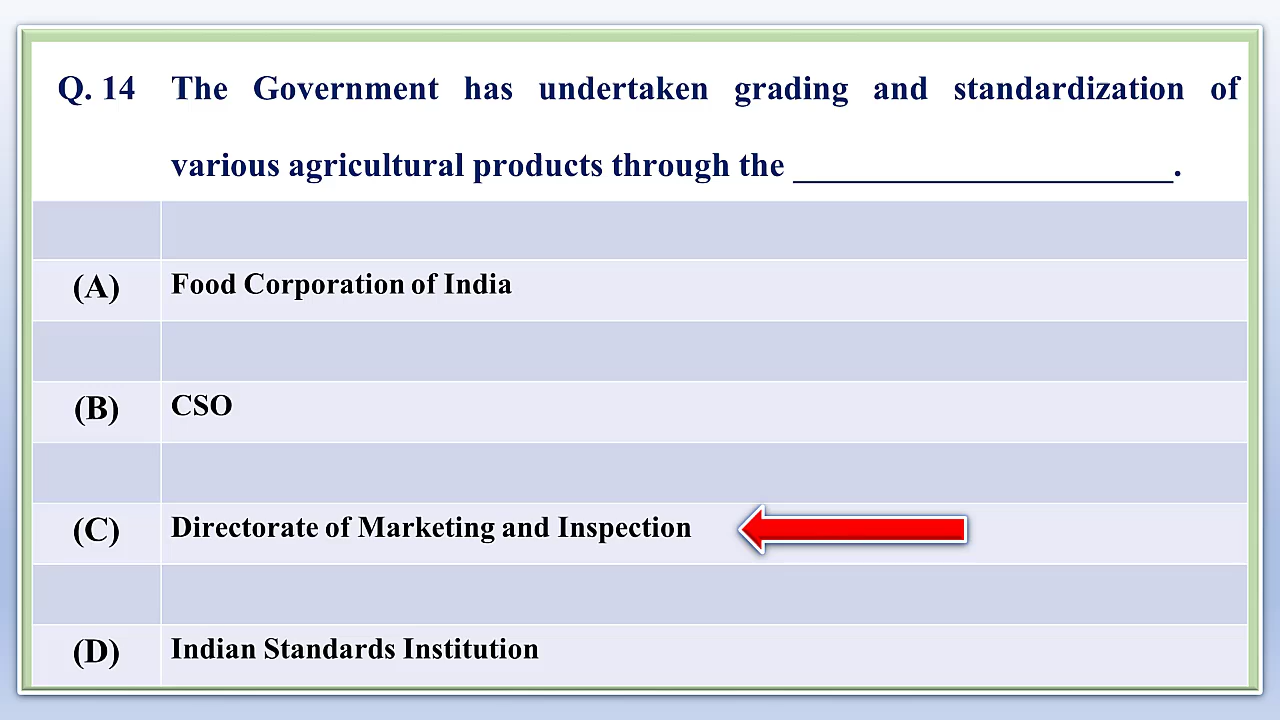 Q. 14 The Government has undertaken grading and standardization of
various agricultural products through the ______________________.
(A) Food Corporation of India
(B) CSO
(C) Directorate of Marketing and Inspection
(D) Indian Standards Institution